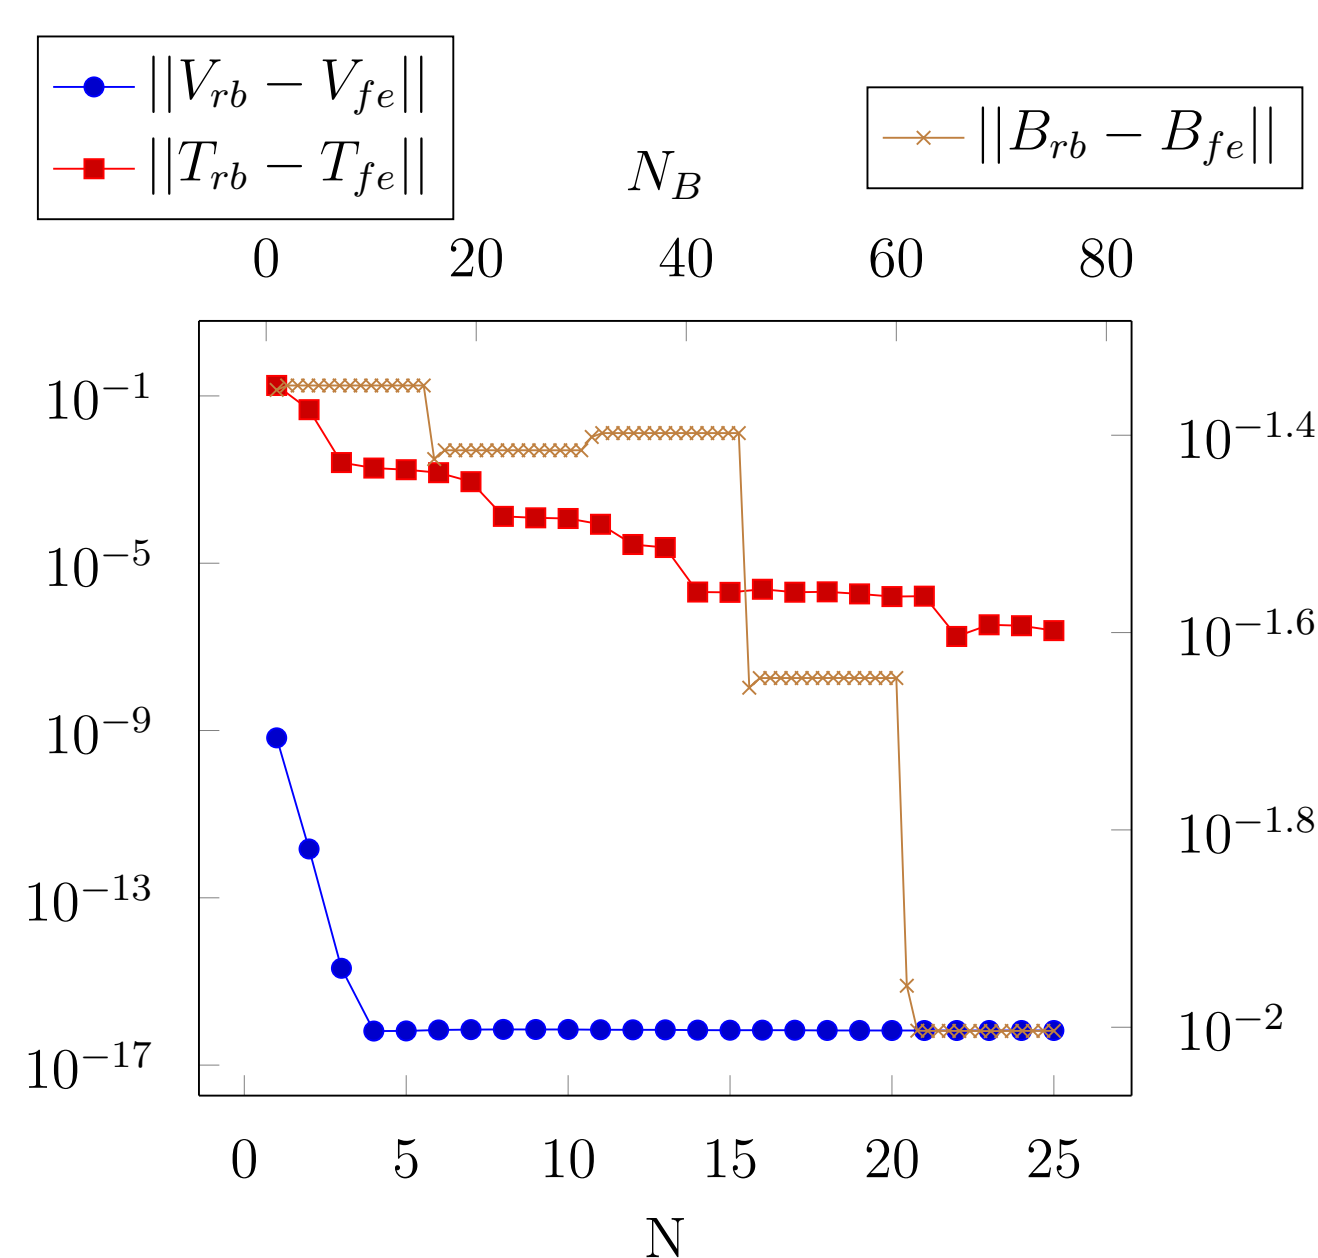 ||V_{rb} − V_{fe}||
||T_{rb} − T_{fe}||
||B_{rb} − B_{fe}||
N_B
0 20 40 60 80
10^{−1}
10^{−5}
10^{−9}
10^{−13}
10^{−17}
10^{−1.4}
10^{−1.6}
10^{−1.8}
10^{−2}
0 5 10 15 20 25
N